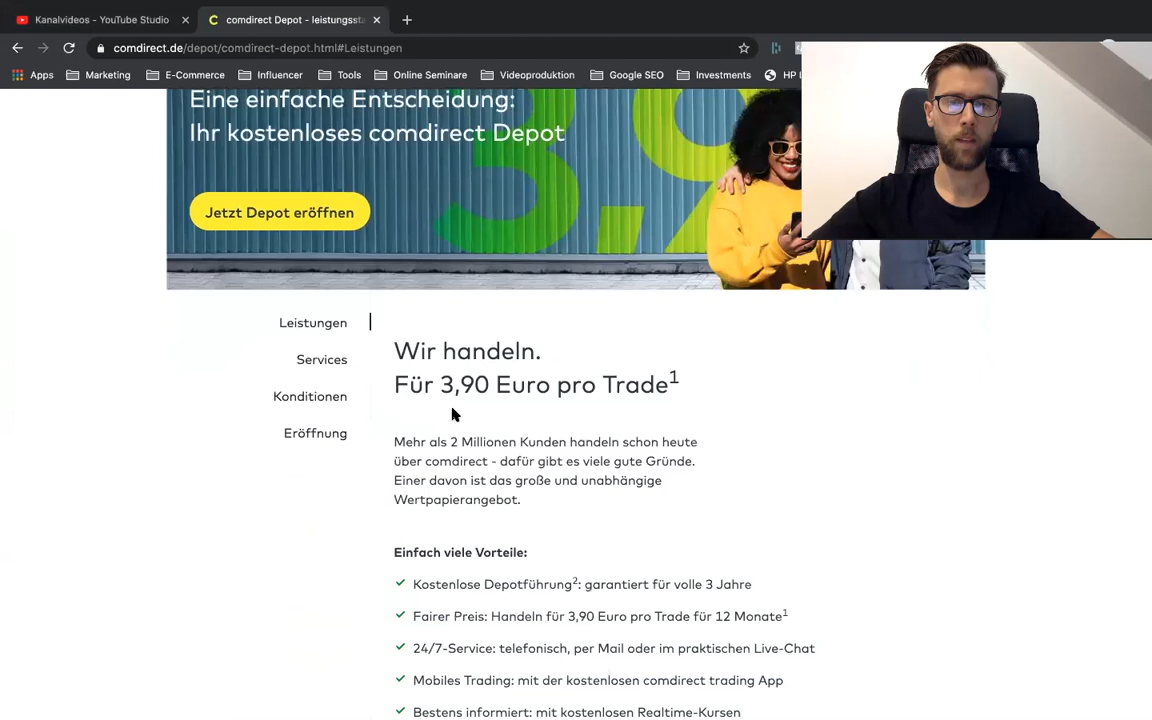 Kanalvideos - YouTube Studio
comdirect Depot - leistungssta
comdirect.de/depot/comdirect-depot.html#Leistungen
Apps Marketing E-Commerce Influencer Tools Online Seminare Videoproduktion Google SEO Investments HP
Eine einfache Entscheidung:
Ihr kostenloses comdirect Depot
Jetzt Depot eröffnen
3,9
Leistungen
Services
Konditionen
Eröffnung
Wir handeln.
Für 3,90 Euro pro Trade¹
Mehr als 2 Millionen Kunden handeln schon heute
über comdirect - dafür gibt es viele gute Gründe.
Einer davon ist das große und unabhängige
Wertpapierangebot.
Einfach viele Vorteile:
Kostenlose Depotführung²: garantiert für volle 3 Jahre
Fairer Preis: Handeln für 3,90 Euro pro Trade für 12 Monate¹
24/7-Service: telefonisch, per Mail oder im praktischen Live-Chat
Mobiles Trading: mit der kostenlosen comdirect trading App
Bestens informiert: mit kostenlosen Realtime-Kursen